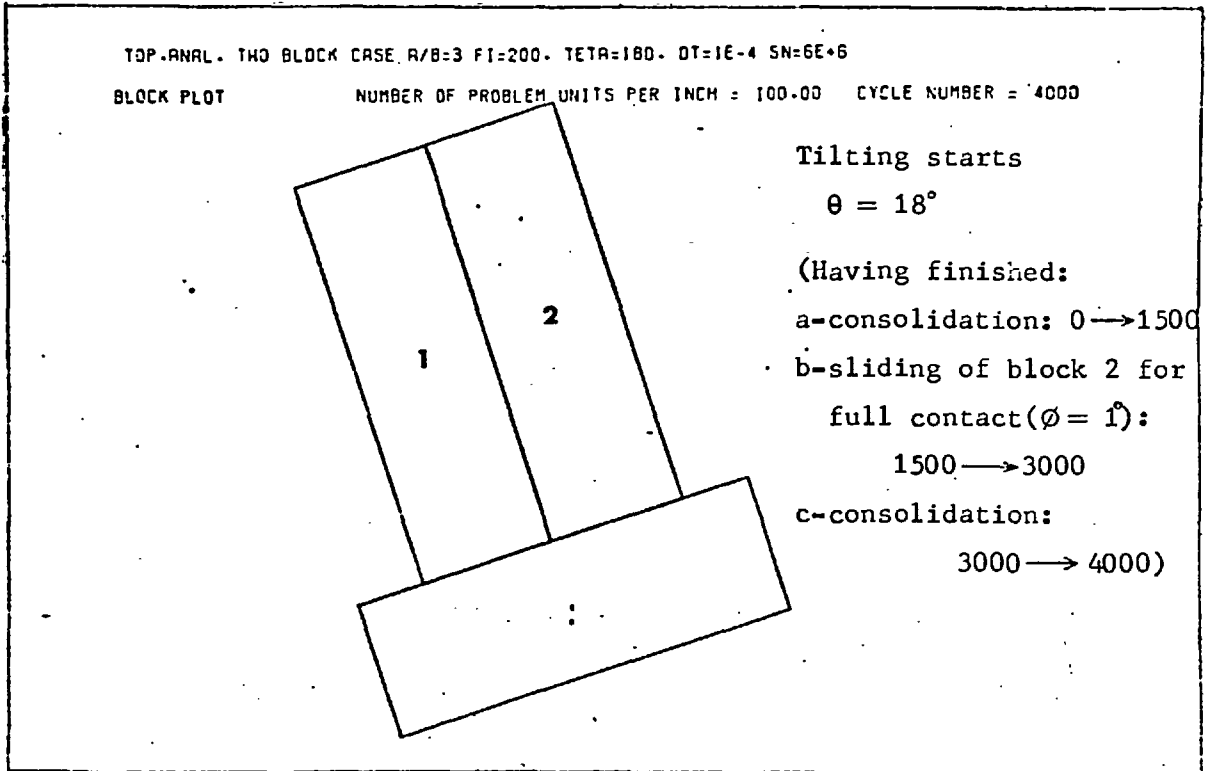 TOP.ANAL. TWO BLOCK CASE. A/B=3 FI=200. TETA=180. DT=1E-4 SN=6E+6
BLOCK PLOT NUMBER OF PROBLEM UNITS PER INCH = 100.00 CYCLE NUMBER = 4000
Tilting starts
θ = 18°
(Having finished:
a-consolidation: 0→1500
b-sliding of block 2 for
full contact(Ø = 1°):
1500→3000
c-consolidation:
3000→4000)
1
2